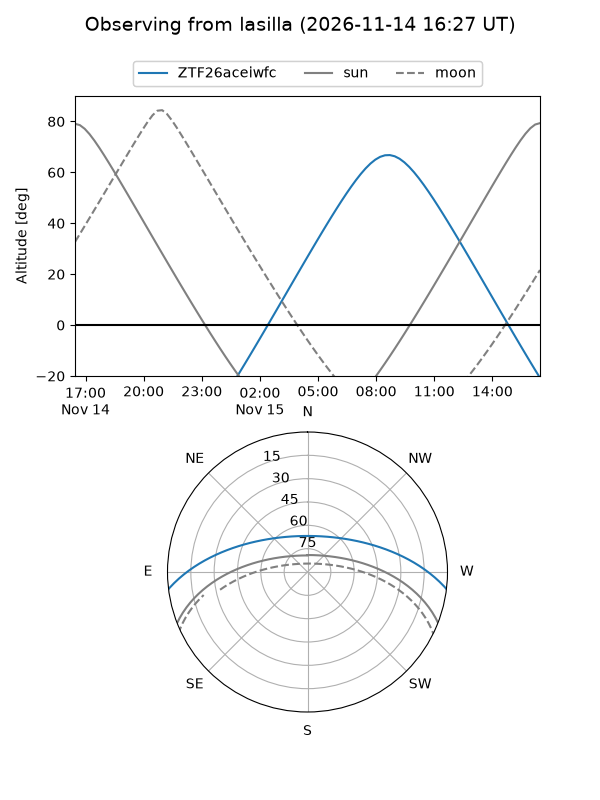 Observing from lasilla (2026-11-14 16:27 UT)
ZTF26aceiwfc sun moon
Altitude [deg]
80
60
40
20
0
−20
17:00 20:00 23:00 02:00 05:00 08:00 11:00 14:00
Nov 14 Nov 15
N
NE NW
15
30
45
60
75
E W
SE SW
S